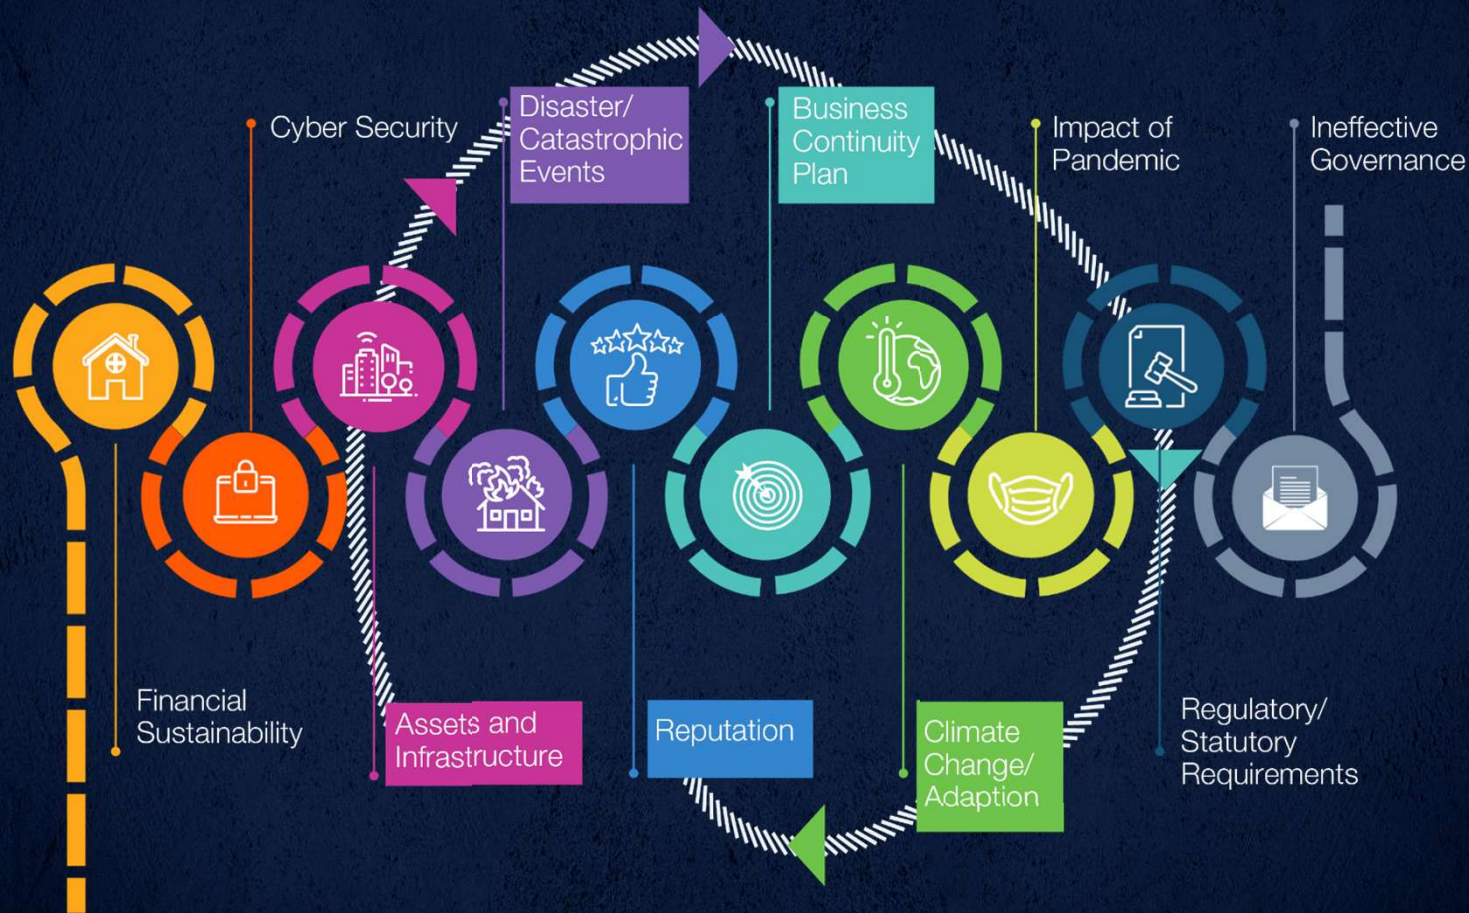 Cyber Security
Disaster/
Catastrophic
Events
Business
Continuity
Plan
Impact of
Pandemic
Ineffective
Governance
Financial
Sustainability
Assets and
Infrastructure
Reputation
Climate
Change/
Adaption
Regulatory/
Statutory
Requirements